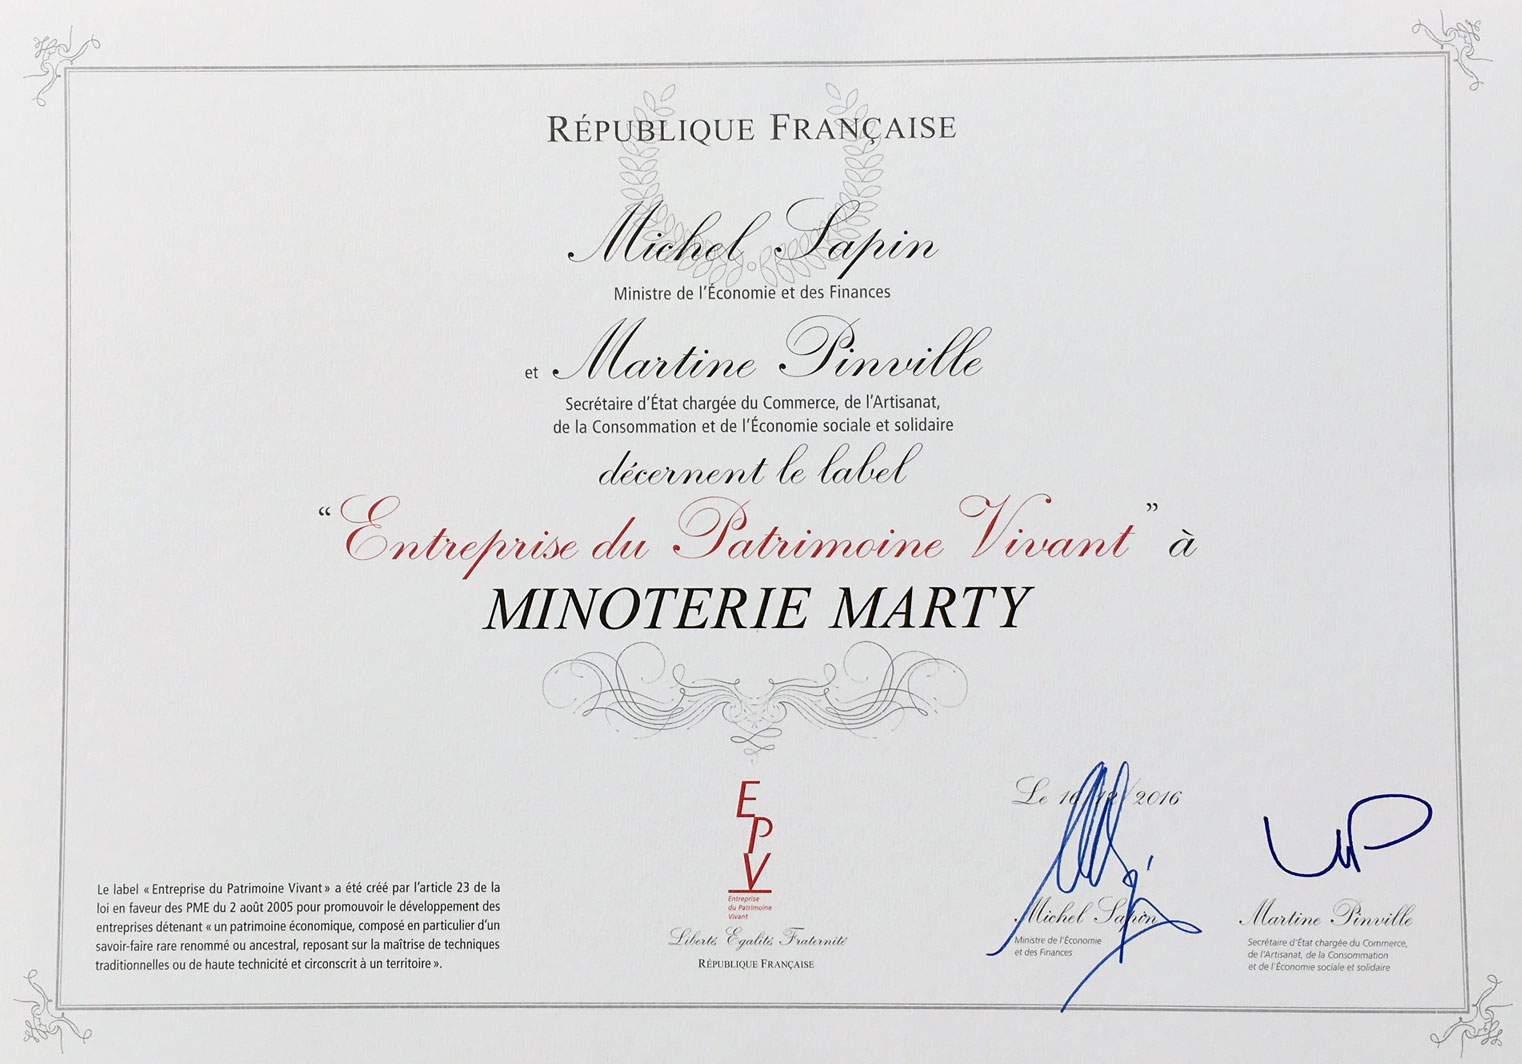 RÉPUBLIQUE FRANÇAISE
Michel Sapin
Ministre de l'Économie et des Finances
et Martine Pinville
Secrétaire d'État chargée du Commerce, de l'Artisanat,
de la Consommation et de l'Économie sociale et solidaire
décernent le label
“Entreprise du Patrimoine Vivant” à
MINOTERIE MARTY
Le label « Entreprise du Patrimoine Vivant » a été créé par l'article 23 de la
loi en faveur des PME du 2 août 2005 pour promouvoir le développement des
entreprises détenant « un patrimoine économique, composé en particulier d'un
savoir-faire rare renommé ou ancestral, reposant sur la maîtrise de techniques
traditionnelles ou de haute technicité et circonscrit à un territoire ».
E
P
V
Entreprise
du Patrimoine
Vivant
Liberté Egalité Fraternité
RÉPUBLIQUE FRANÇAISE
Le 16/12/2016
Michel Sapin
Ministre de l'Économie
et des Finances
MP
Martine Pinville
Secrétaire d'État chargée du Commerce,
de l'Artisanat, de la Consommation
et de l'Économie sociale et solidaire